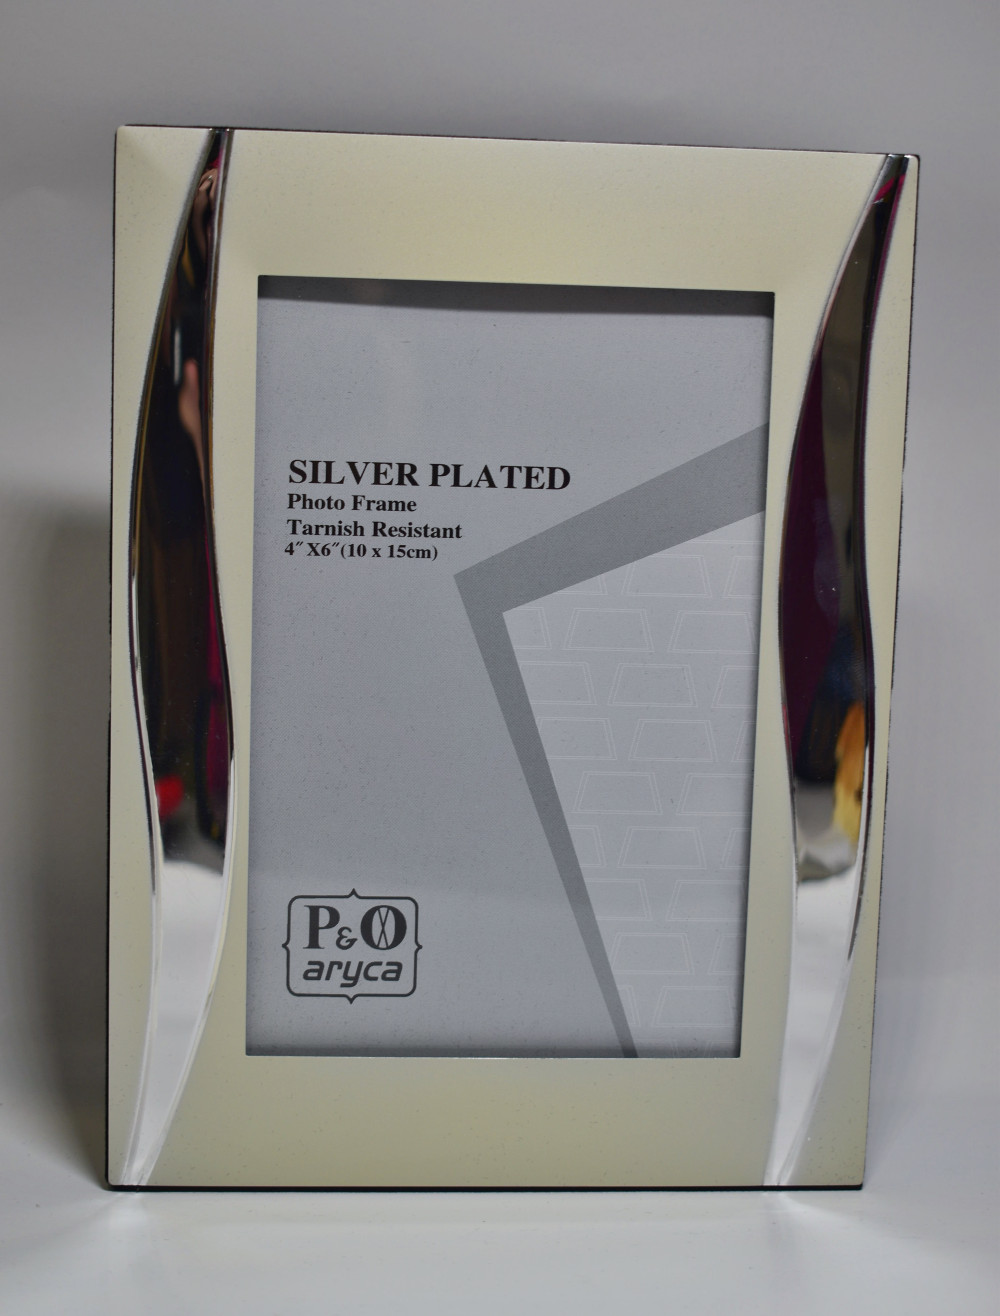 SILVER PLATED
Photo Frame
Tarnish Resistant
4″ X6″(10 x 15cm)
P&O
aryca